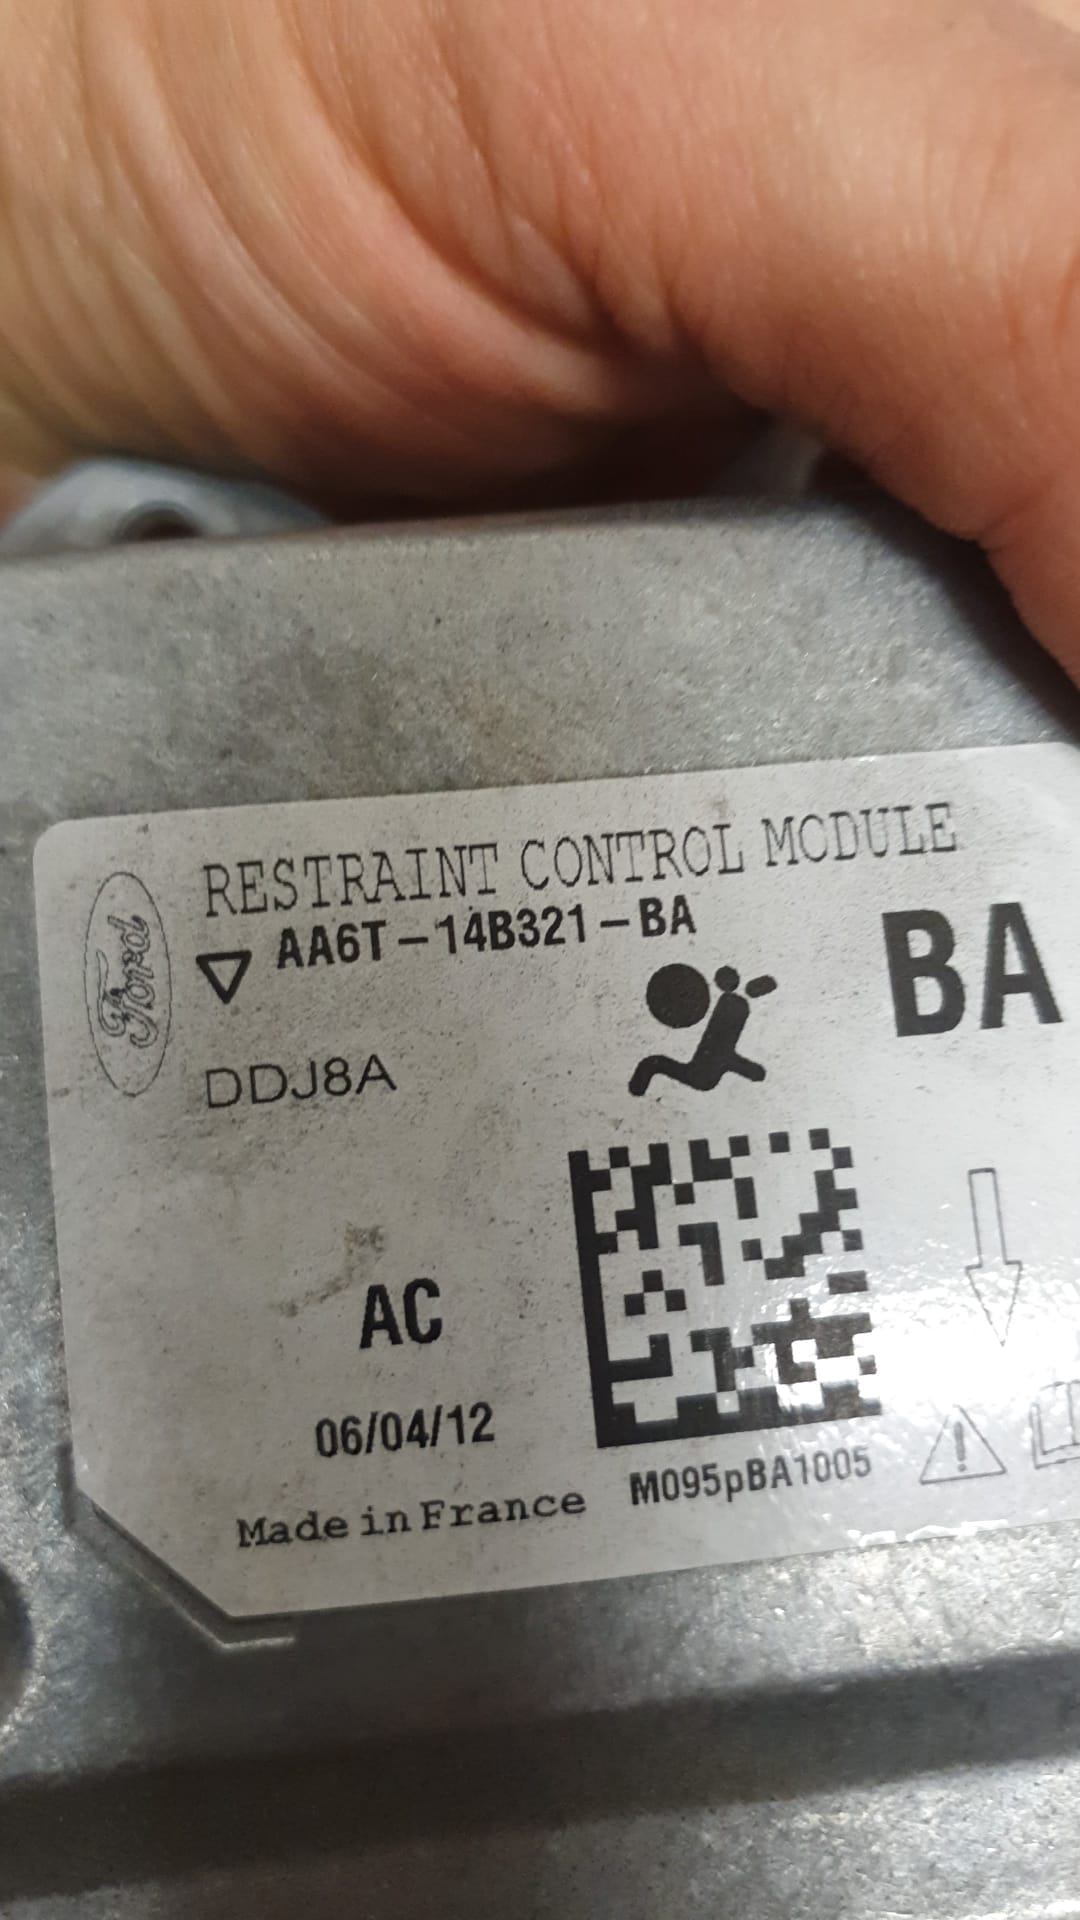 RESTRAINT CONTROL MODULE
Ford
AA6T-14B321-BA
BA
DDJ8A
AC
06/04/12
M095pBA1005
Made in France